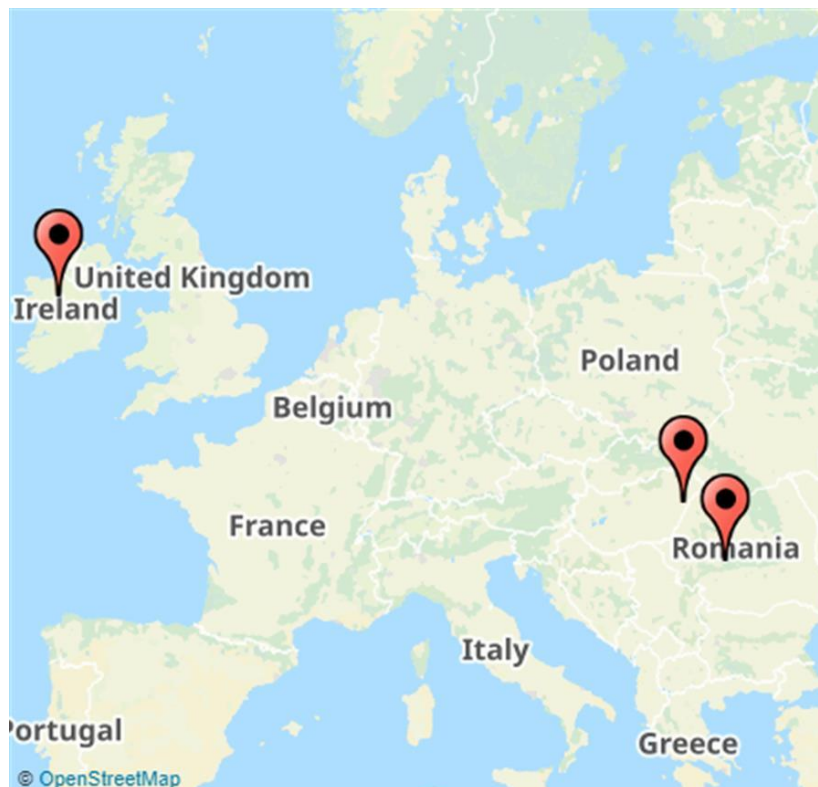 United Kingdom
Ireland
Poland
Belgium
France
Romania
Italy
Portugal
Greece
© OpenStreetMap